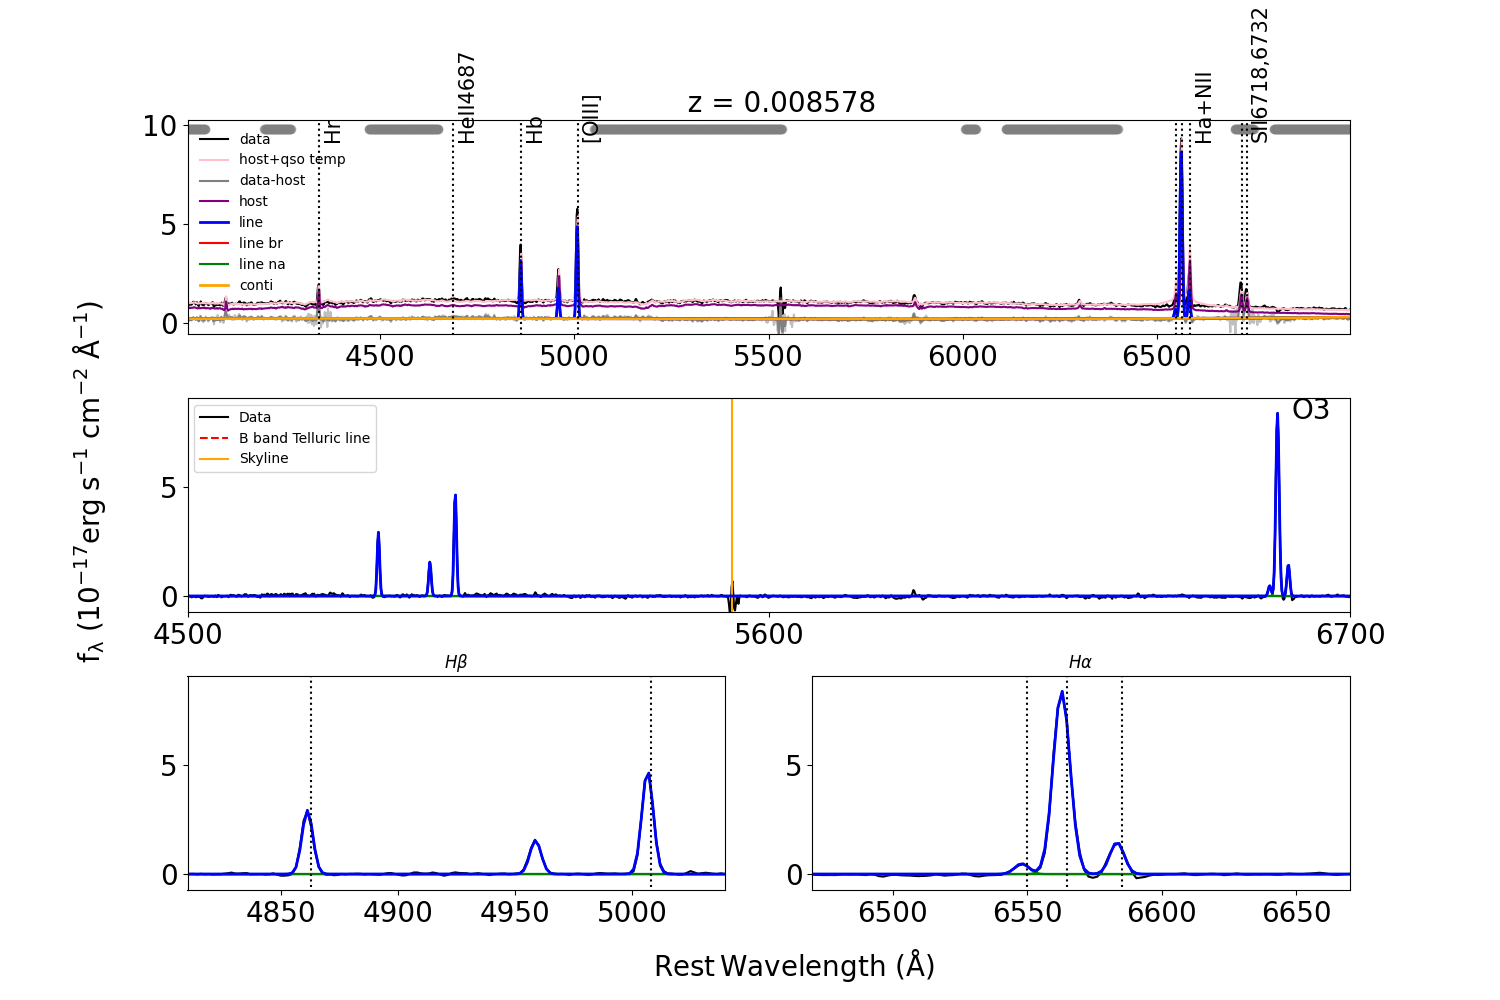 z = 0.008578
Hr
HeII4687
Hb
[OIII]
Ha+NII
SII6718,6732
data
host+qso temp
data-host
host
line
line br
line na
conti
10
5
0
4500
5000
5500
6000
6500
Data
B band Telluric line
Skyline
O3
5
0
4500
5600
6700
fλ (10⁻¹⁷erg s⁻¹ cm⁻² Å⁻¹)
Hβ
5
0
4850
4900
4950
5000
Hα
5
0
6500
6550
6600
6650
Rest Wavelength (Å)